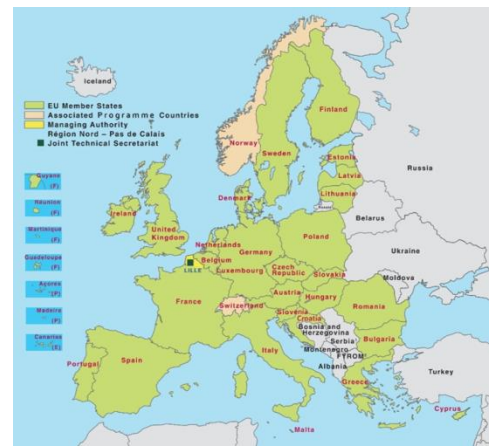 Iceland
EU Member States
Associated Programme Countries
Managing Authority
Région Nord – Pas de Calais
Joint Technical Secretariat
Norway
Sweden
Finland
Russia
Estonia
Latvia
Lithuania
Denmark
Russia
Belarus
Guyane
(F)
Réunion
(F)
Martinique
(F)
Guadeloupe
(F)
Açores
(P)
Madeira
(P)
Canarias
(E)
Ireland
United
Kingdom
Netherlands
Poland
Germany
Belgium
LILLE
Luxembourg
Czech
Republic
Ukraine
Slovakia
Moldova
France
Switzerland
Austria
Hungary
Romania
Slovenia
Croatia
Bosnia and
Herzegovina
Serbia
Montenegro
Bulgaria
Italy
FYROM
Albania
Portugal
Spain
Greece
Turkey
Malta
Cyprus